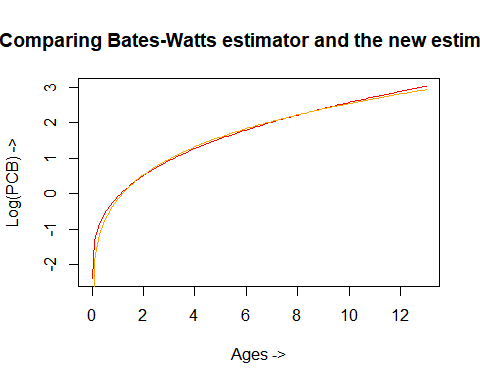 Comparing Bates-Watts estimator and the new estim
3
2
1
0
-1
-2
Log(PCB) ->
0 2 4 6 8 10 12
Ages ->